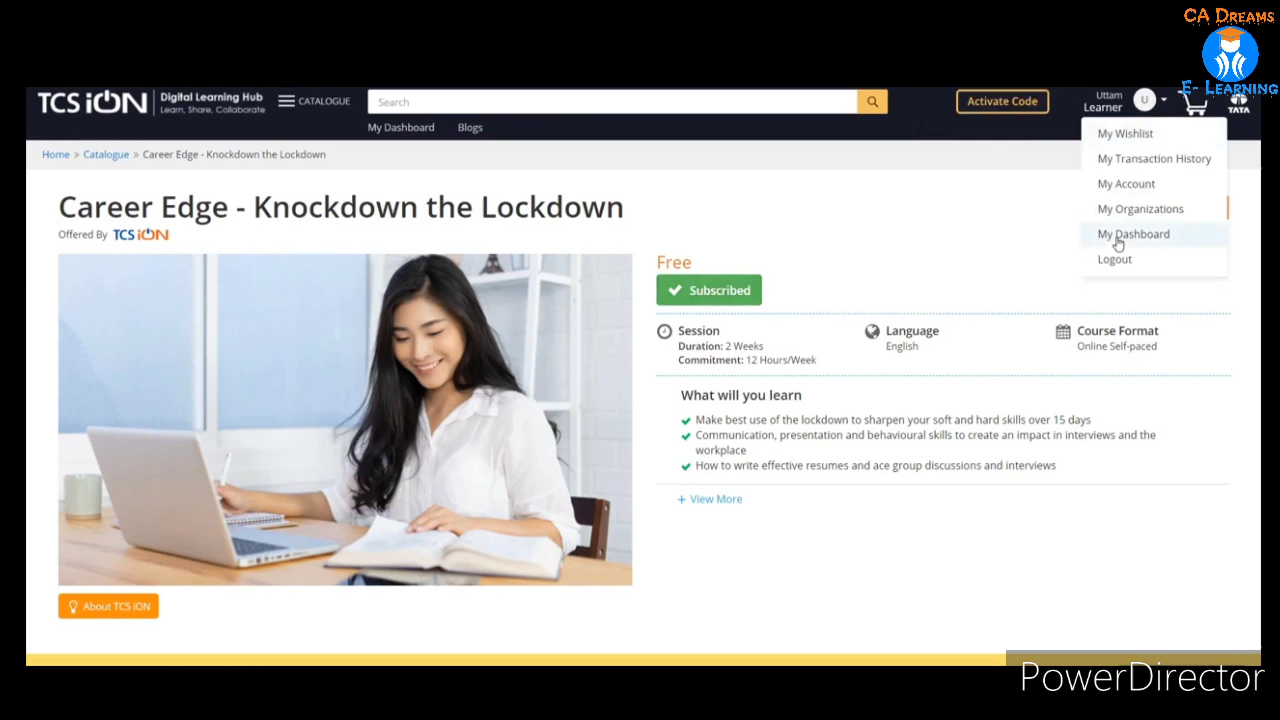 CA DREAMS
E- LEARNING
TCS iON
Digital Learning Hub
Learn, Share, Collaborate
CATALOGUE
Search
Activate Code
Uttam
Learner
U
TATA
My Dashboard
Blogs
My Wishlist
My Transaction History
My Account
My Organizations
My Dashboard
Logout
Home » Catalogue » Career Edge - Knockdown the Lockdown
Career Edge - Knockdown the Lockdown
Offered By TCS iON
Free
Subscribed
Session
Duration: 2 Weeks
Commitment: 12 Hours/Week
Language
English
Course Format
Online Self-paced
What will you learn
Make best use of the lockdown to sharpen your soft and hard skills over 15 days
Communication, presentation and behavioural skills to create an impact in interviews and the
workplace
How to write effective resumes and ace group discussions and interviews
+ View More
About TCS iON
PowerDirector